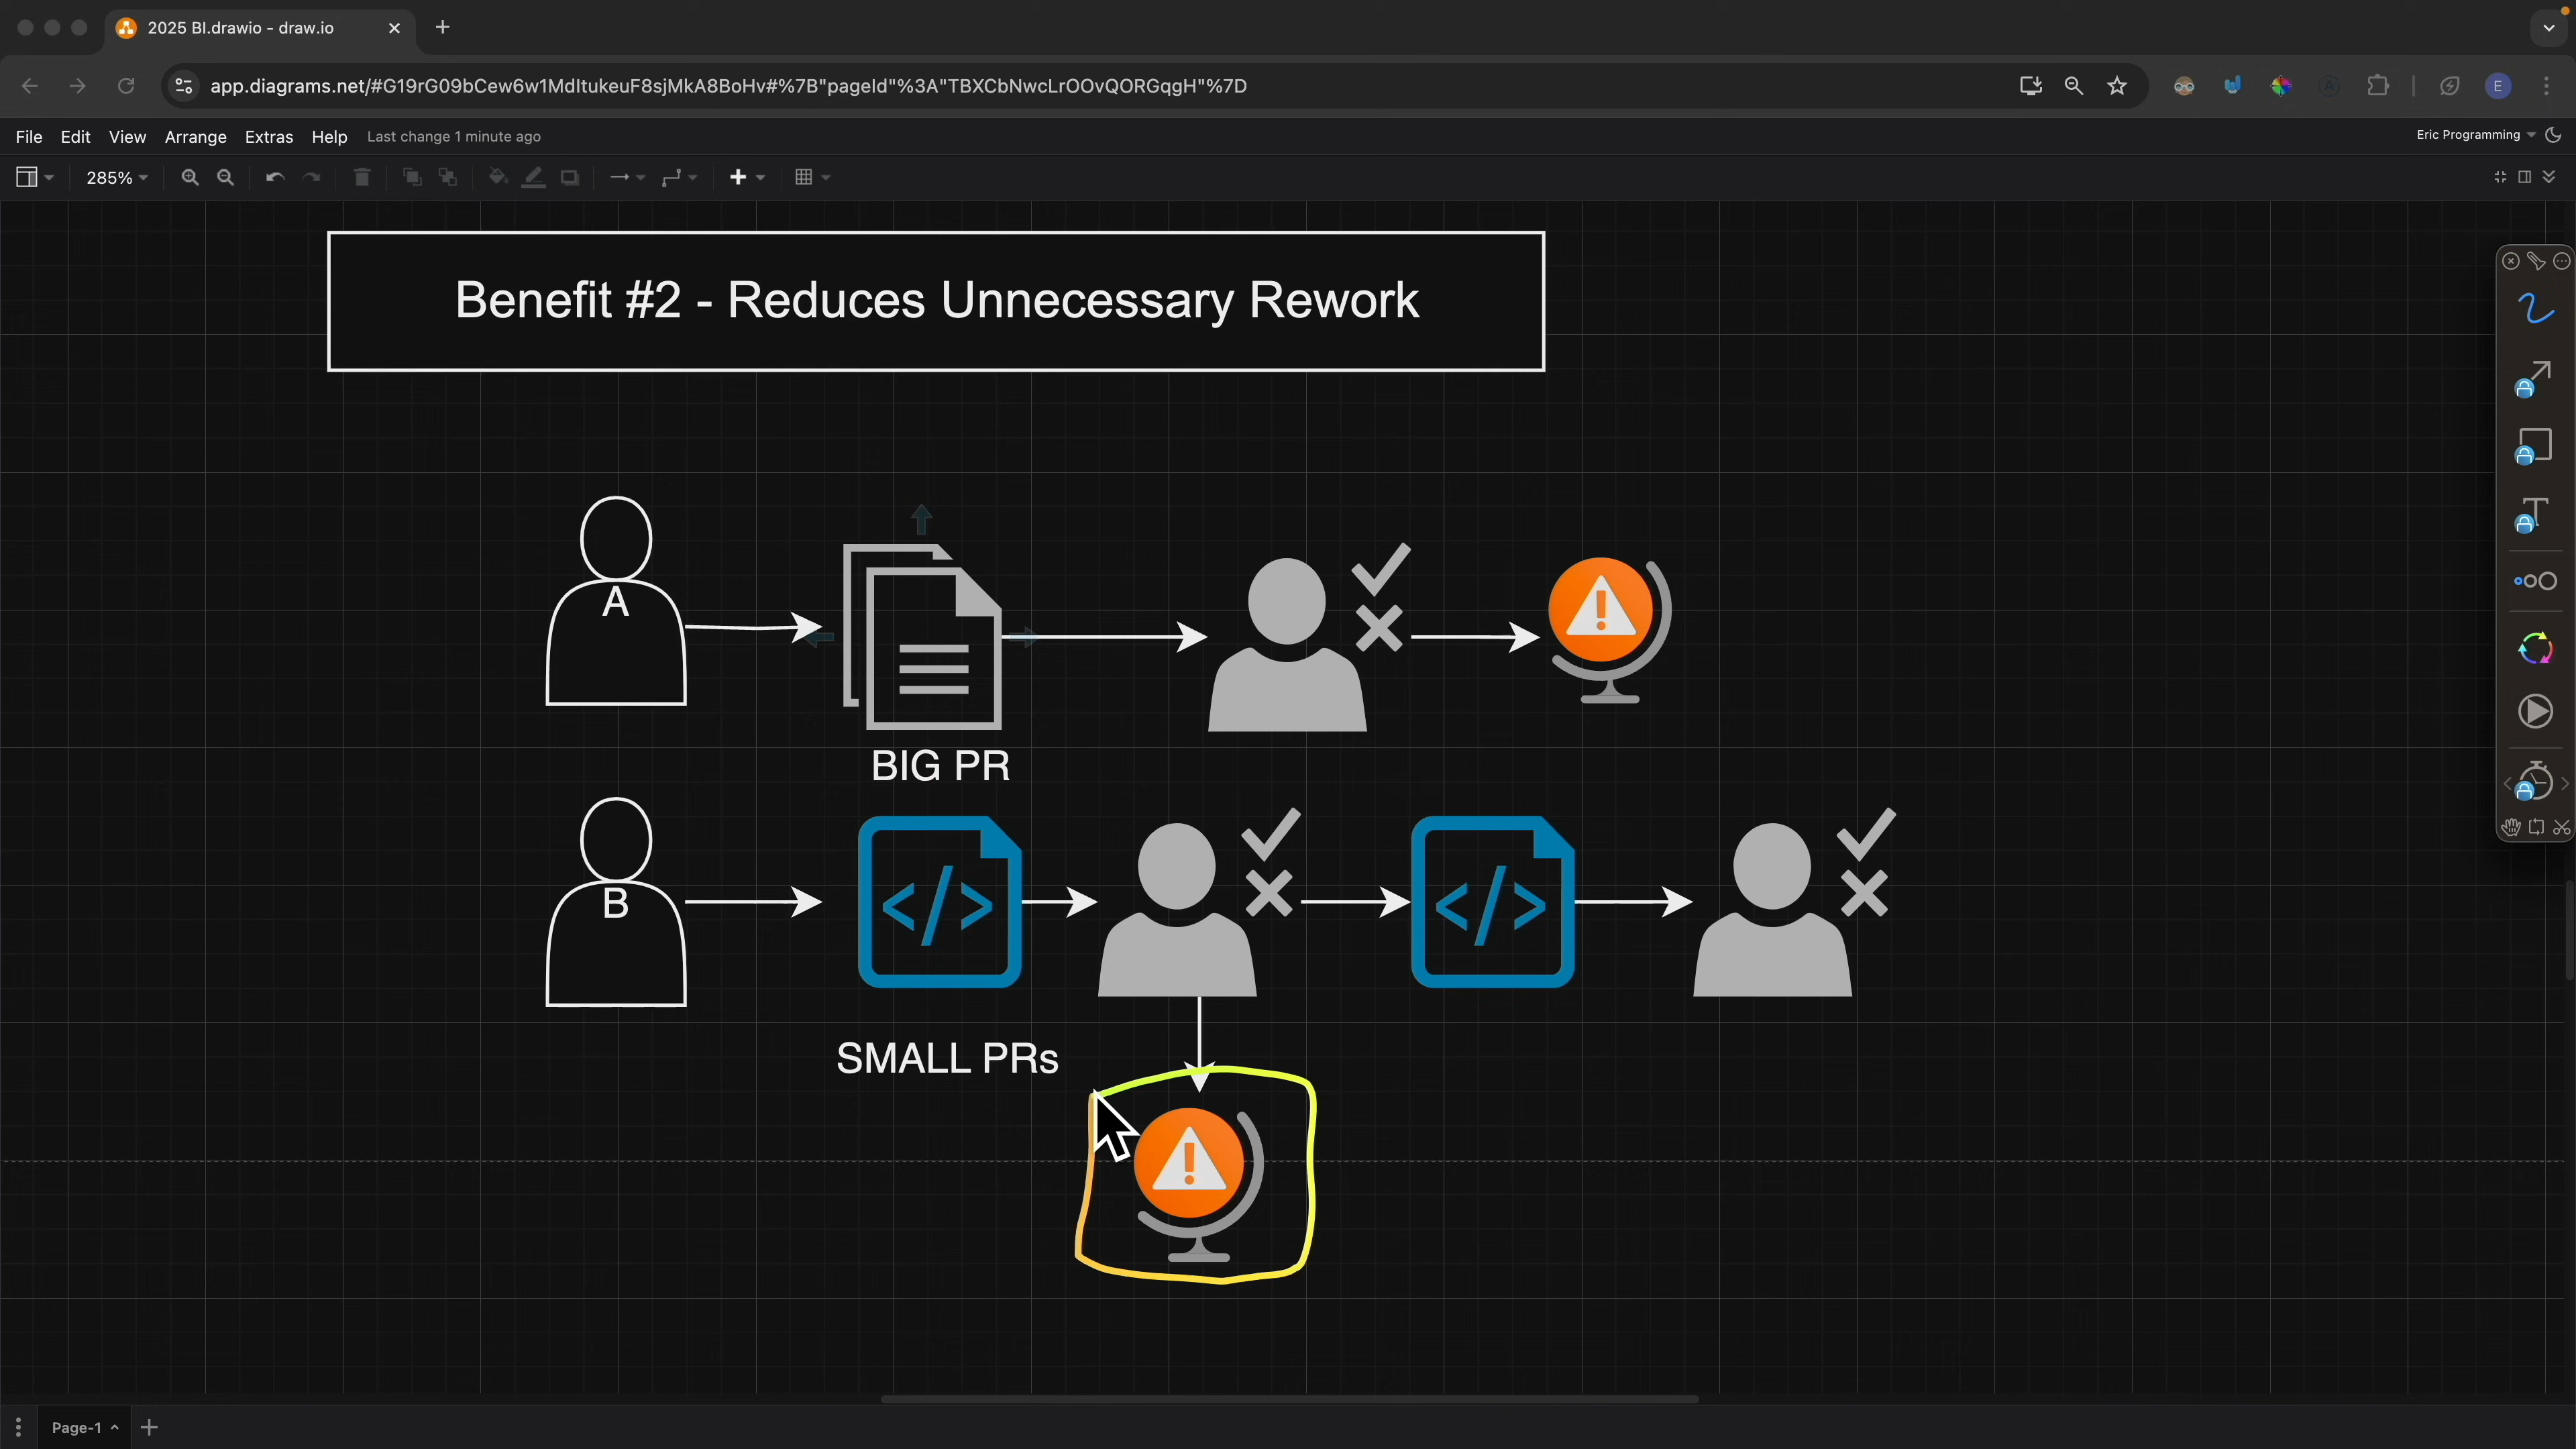 2025 BI.drawio - draw.io
app.diagrams.net/#G19rG09bCew6w1MdltukeuF8sjMkA8BoHv#%7B"pageId"%3A"TBXCbNwcLrOOvQORGqgH"%7D
E
File Edit View Arrange Extras Help Last change 1 minute ago
Eric Programming
285%
Benefit #2 - Reduces Unnecessary Rework
A
BIG PR
B
</>
</>
SMALL PRs
Page-1